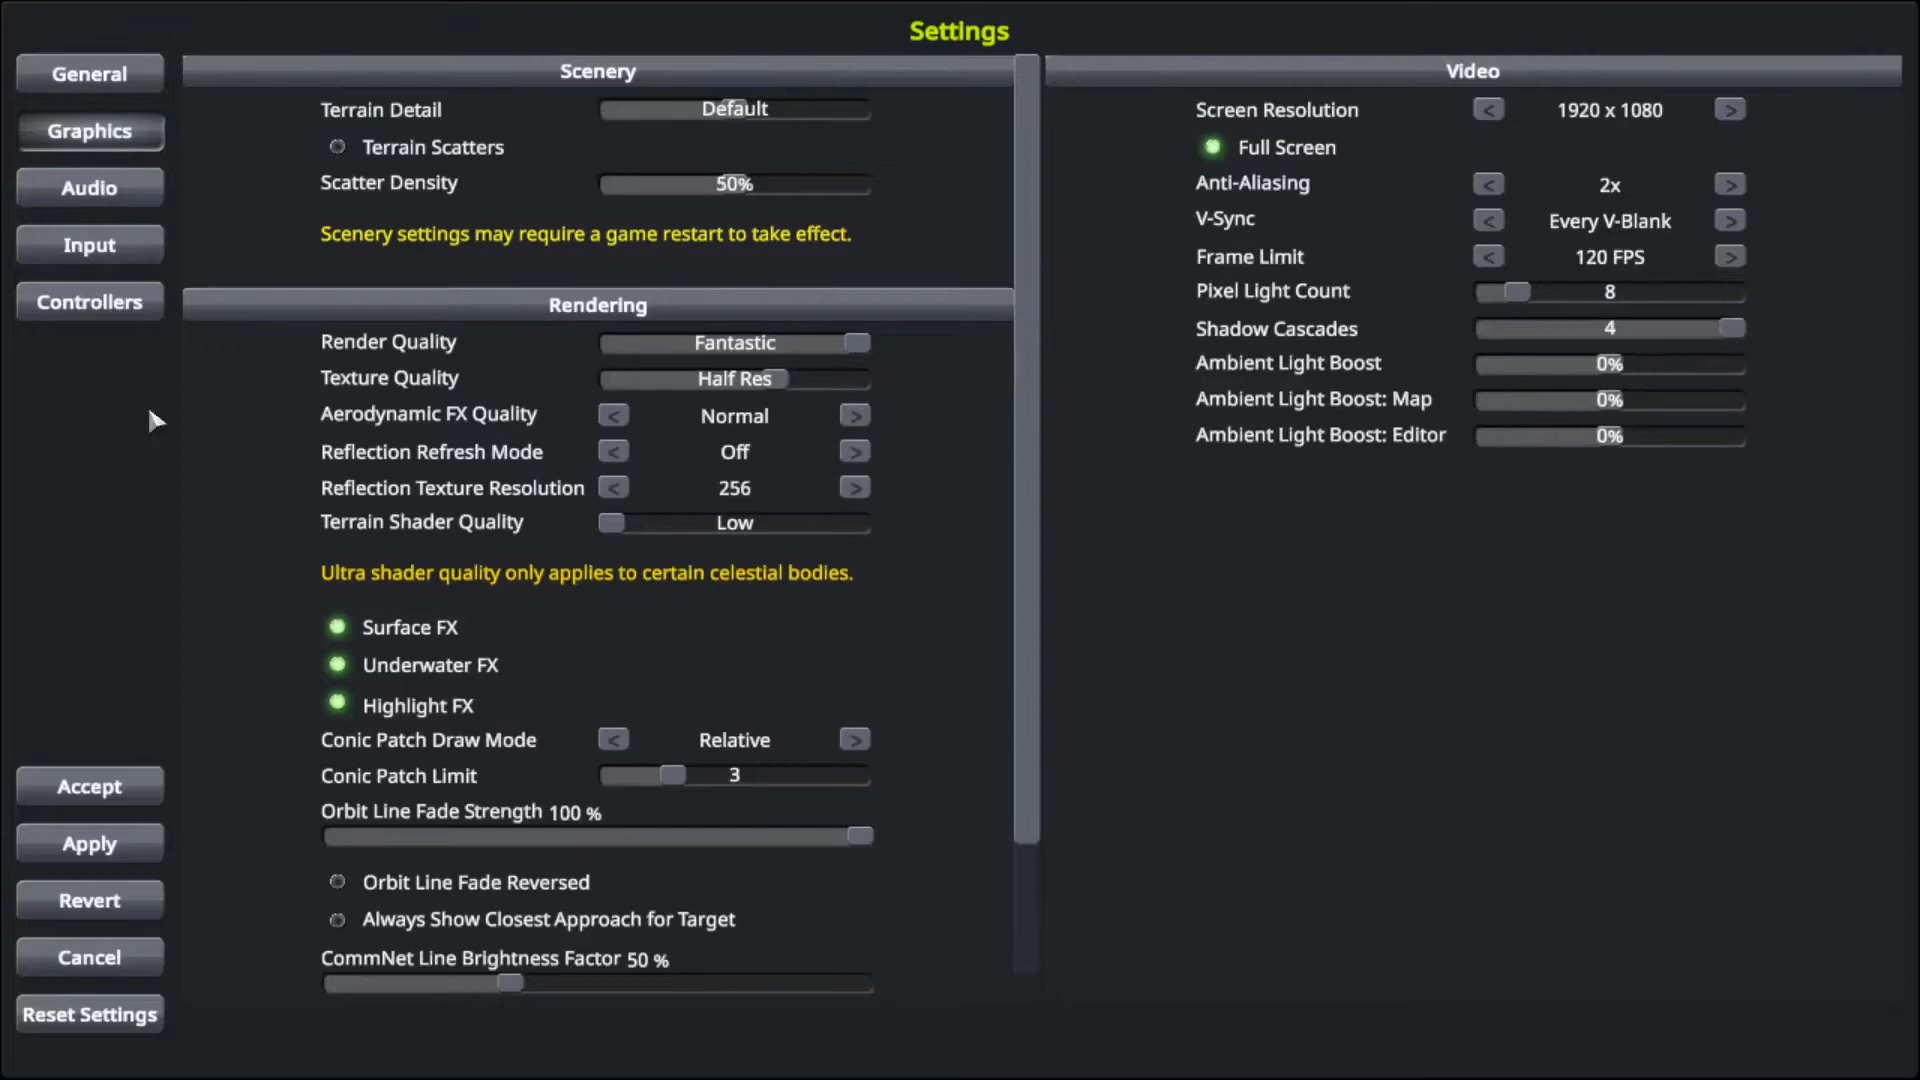 Settings
General
Graphics
Audio
Input
Controllers
Accept
Apply
Revert
Cancel
Reset Settings
Scenery
Terrain Detail Default
Terrain Scatters
Scatter Density 50%
Scenery settings may require a game restart to take effect.
Rendering
Render Quality Fantastic
Texture Quality Half Res
Aerodynamic FX Quality < Normal >
Reflection Refresh Mode < Off >
Reflection Texture Resolution < 256 >
Terrain Shader Quality Low
Ultra shader quality only applies to certain celestial bodies.
Surface FX
Underwater FX
Highlight FX
Conic Patch Draw Mode < Relative >
Conic Patch Limit 3
Orbit Line Fade Strength 100 %
Orbit Line Fade Reversed
Always Show Closest Approach for Target
CommNet Line Brightness Factor 50 %
Video
Screen Resolution < 1920 x 1080 >
Full Screen
Anti-Aliasing < 2x >
V-Sync < Every V-Blank >
Frame Limit < 120 FPS >
Pixel Light Count 8
Shadow Cascades 4
Ambient Light Boost 0%
Ambient Light Boost: Map 0%
Ambient Light Boost: Editor 0%